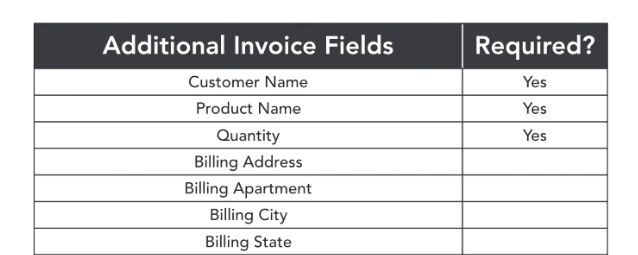 Additional Invoice Fields Required?
Customer Name Yes
Product Name Yes
Quantity Yes
Billing Address
Billing Apartment
Billing City
Billing State